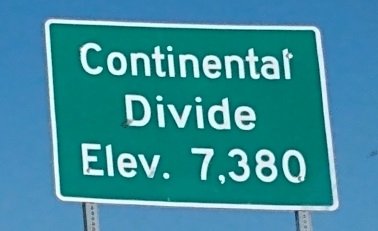 Continental
Divide
Elev. 7,380